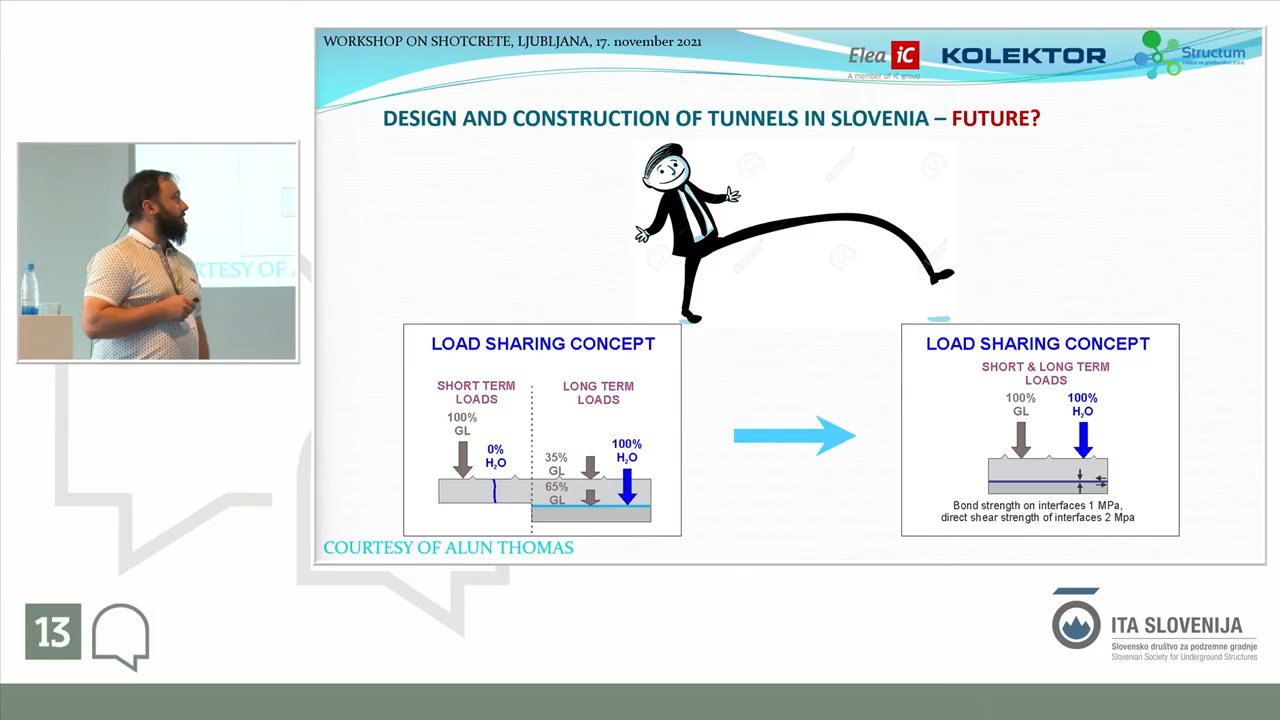 WORKSHOP ON SHOTCRETE, LJUBLJANA, 17. november 2021
Elea iC
A member of iC group
KOLEKTOR
Structum
DESIGN AND CONSTRUCTION OF TUNNELS IN SLOVENIA – FUTURE?
RTESY OF A
LOAD SHARING CONCEPT
SHORT TERM
LOADS
LONG TERM
LOADS
100%
GL
0%
H₂O
35%
GL
65%
GL
100%
H₂O
LOAD SHARING CONCEPT
SHORT & LONG TERM
LOADS
100%
GL
100%
H₂O
Bond strength on interfaces 1 MPa,
direct shear strength of interfaces 2 Mpa
COURTESY OF ALUN THOMAS
13
ITA SLOVENIJA
Slovensko društvo za podzemne gradnje
Slovenian Society for Underground Structures